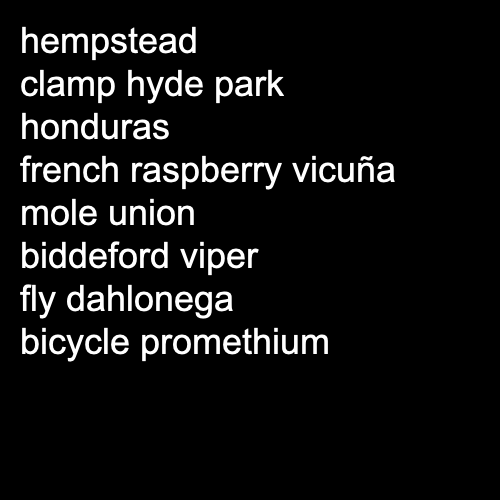 hempstead
clamp hyde park
honduras
french raspberry vicuña
mole union
biddeford viper
fly dahlonega
bicycle promethium